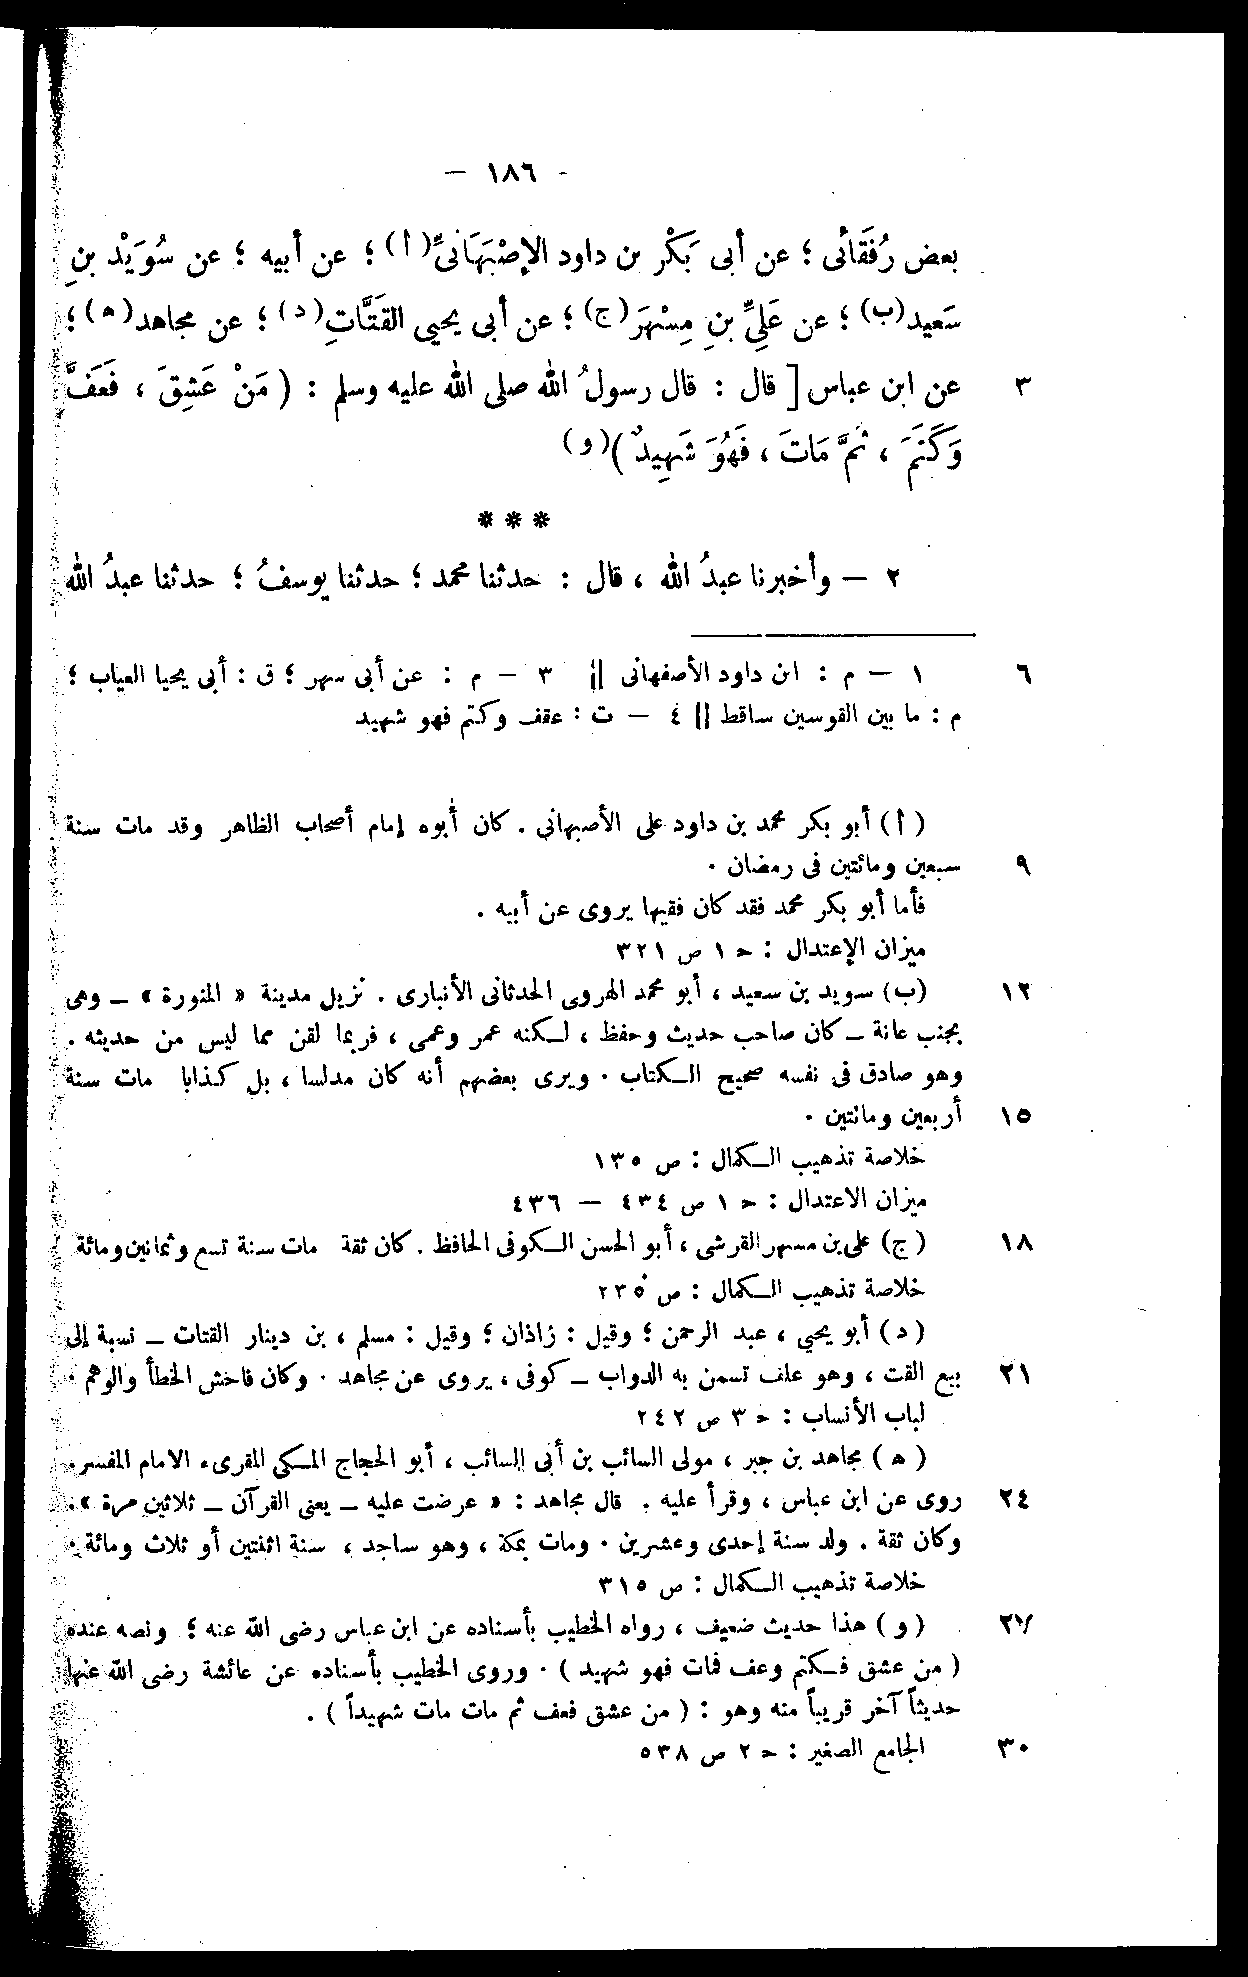 - ١٨٦ -
بعض رُفَقَائى ؛ عن أبى بَكْر بن داود الإصْبَهَانىِّ(أ) ؛ عن أبيه ؛ عن سُوَيْد بنِ
سَعيد(ب) ؛ عن عَلِيِّ بنِ مِسْهَرَ(ج) ؛ عن أبى يحيى القَتَّاتِ(د) ؛ عن مجاهد(ه) ؛
٣ عن ابن عباس] قال : قال رسولُ الله صلى الله عليه وسلم : ( مَنْ عَشِقَ ، فَعَفَّ
وَكَتَمَ ، ثمَّ مَاتَ ، فَهُوَ شَهِيدٌ )(و)
***
٢ — وأخبرنا عبدُ الله ، قال : حدثنا محمد ؛ حدثنا يوسفُ ؛ حدثنا عبدُ الله
٦ ١ — م : ابن داود الأصفهانى || ٣ — م : عن أبى سهر ؛ ق : أبى يحيا العياب ؛
م : ما بين القوسين ساقط || ٤ — ت : عقف وكتم فهو شهيد
(أ) أبو بكر محمد بن داود على الأصبهاني . كان أبوه إمام أصحاب الظاهر وقد مات سنة
٩ سبعين ومائتين فى رمضان .
فأما أبو بكر محمد فقد كان فقيها يروى عن أبيه .
ميزان الإعتدال : ح ١ ص ٣٢١
١٢ (ب) سويد بن سعيد ، أبو محمد الهروى الحدثانى الأنبارى . نزيل مدينة « المنورة » — وهى
بجنب عانة — كان صاحب حديث وحفظ ، لكنه عمر وعمى ، فربما لقن مما ليس من حديثه .
وهو صادق فى نفسه صحيح الكتاب . ويرى بعضهم أنه كان مدلسا ، بل كذابا مات سنة
١٥ أربعين ومائتين .
خلاصة تذهيب الكمال : ص ١٣٥
ميزان الاعتدال : ح ١ ص ٤٣٤ — ٤٣٦
١٨ (ج) على بن مسهر القرشى ، أبو الحسن الكوفى الحافظ . كان ثقة مات سنة تسع وثمانين ومائة
خلاصة تذهيب الكمال : ص ٢٣٥
(د) أبو يحيي ، عبد الرحمن ؛ وقيل : زاذان ؛ وقيل : مسلم ، بن دينار القتات — نسبة إلى
٢١ بيع القت ، وهو علف تسمن به الدواب — كوفى ، يروى عن مجاهد . وكان فاخش الخطأ والوهم .
لباب الأنساب : ح ٣ ص ٢٤٢
(ه) مجاهد بن جبر ، مولى السائب بن أبى السائب ، أبو الحجاج المكى المقرىء الامام المفسر
٢٤ روى عن ابن عباس ، وقرأ عليه . قال مجاهد : « عرضت عليه — يعنى القرآن — ثلاثين مرة » .
وكان ثقة . ولد سنة إحدى وعشرين . ومات بمكة ، وهو ساجد ، سنة اثنتين أو ثلاث ومائة .
خلاصة تذهيب الكمال : ص ٣١٥
٢٧ (و) هذا حديث ضعيف ، رواه الخطيب بأسناده عن ابن عباس رضى الله عنه ؛ ونصه عنده
( من عشق فكتم وعف فمات فهو شهيد ) . وروى الخطيب بأسناده عن عائشة رضى الله عنها
حديثاً آخر قريباً منه وهو : ( من عشق فعف ثم مات مات شهيداً ) .
٣٠ الجامع الصغير : ح ٢ ص ٥٣٨